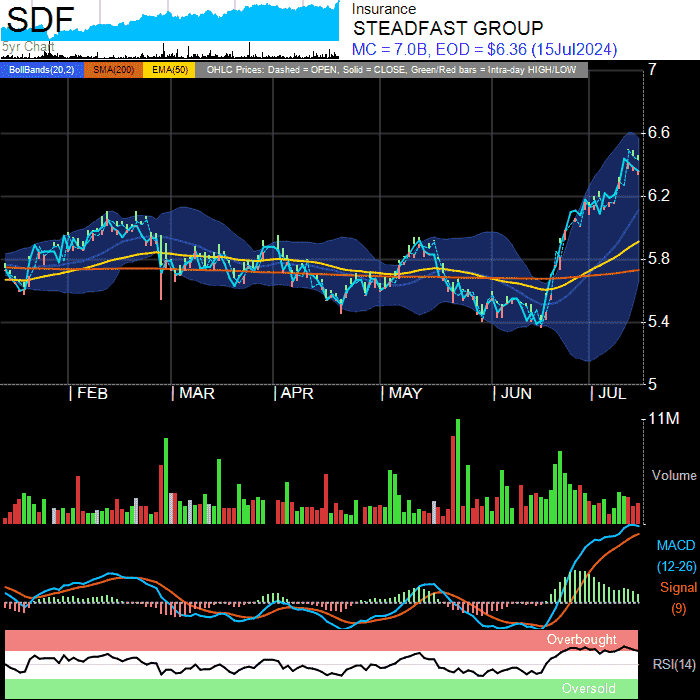 SDF
5yr Chart
Insurance
STEADFAST GROUP
MC = 7.0B, EOD = $6.36 (15Jul2024)
BollBands(20,2) SMA(200) EMA(50) OHLC Prices: Dashed = OPEN, Solid = CLOSE, Green/Red bars = Intra-day HIGH/LOW
7
6.6
6.2
5.8
5.4
5
FEB MAR APR MAY JUN JUL
11M
Volume
MACD
(12-26)
Signal
(9)
Overbought
RSI(14)
Oversold